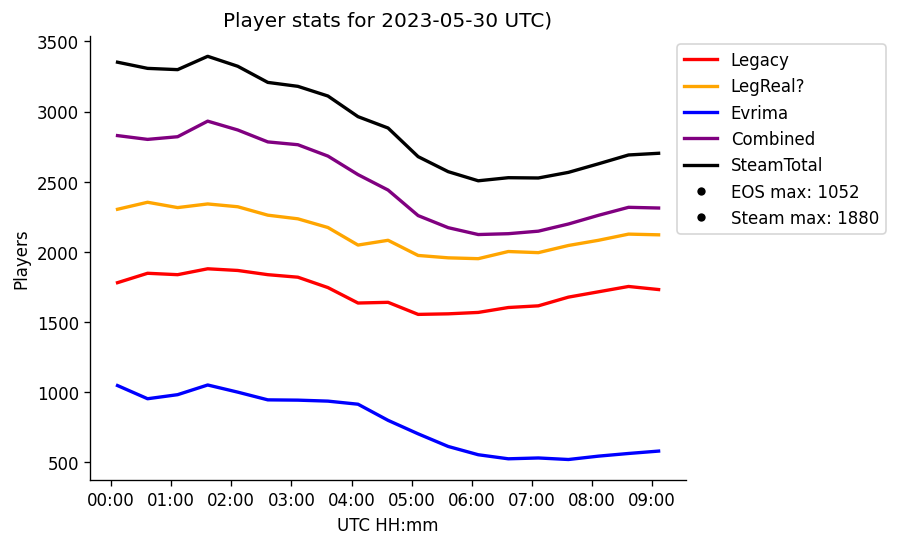 Player stats for 2023-05-30 UTC)
3500
3000
2500
2000
1500
1000
500
Players
00:00 01:00 02:00 03:00 04:00 05:00 06:00 07:00 08:00 09:00
UTC HH:mm
Legacy
LegReal?
Evrima
Combined
SteamTotal
EOS max: 1052
Steam max: 1880